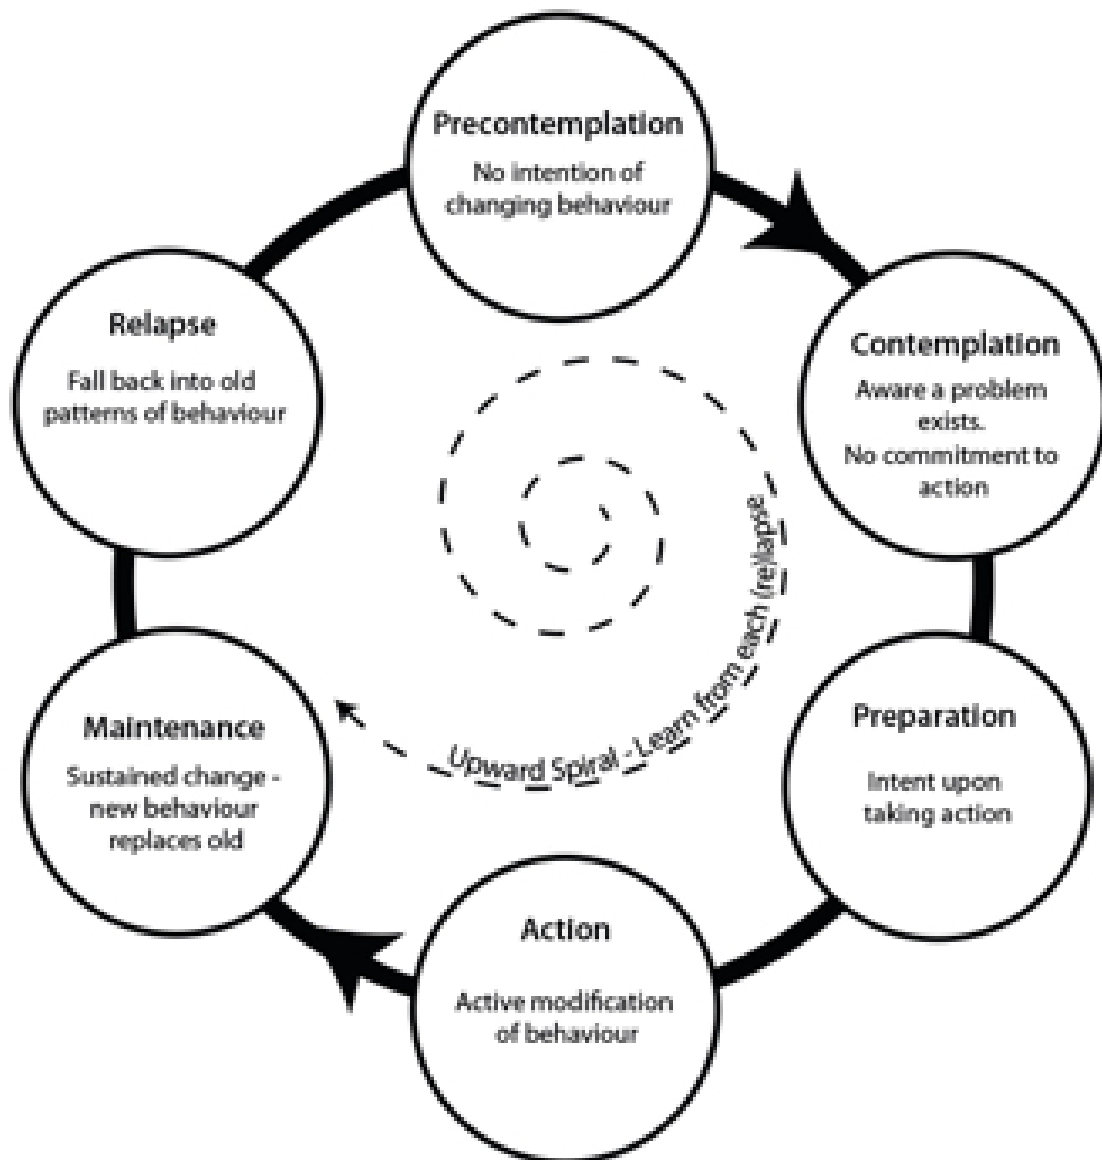 Precontemplation
No intention of
changing behaviour
Contemplation
Aware a problem
exists.
No commitment to
action
Preparation
Intent upon
taking action
Action
Active modification
of behaviour
Maintenance
Sustained change -
new behaviour
replaces old
Relapse
Fall back into old
patterns of behaviour
Upward Spiral - Learn from each (re)lapse